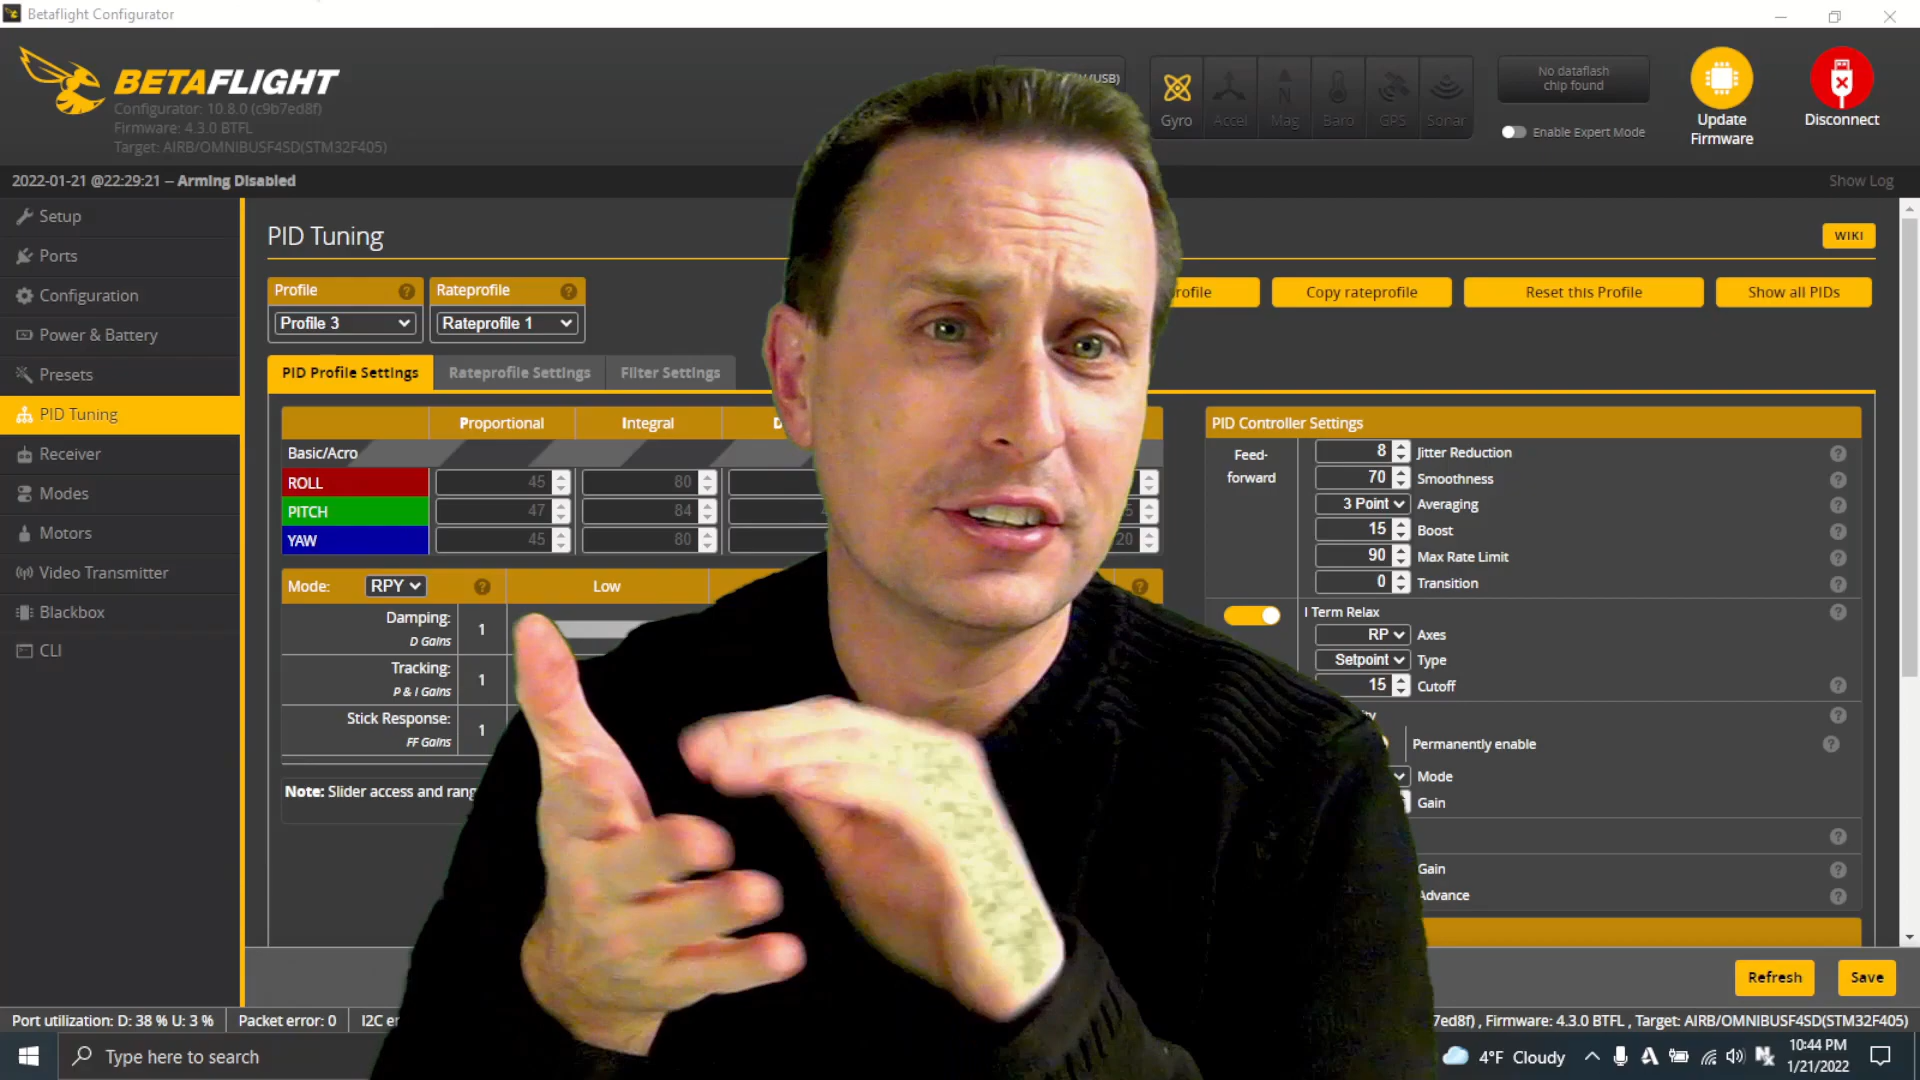 Betaflight Configurator
BETAFLIGHT
Configurator: 10.8.0 (c9b7ed8f)
Firmware: 4.3.0 BTFL
Target: AIRB/OMNIBUSF4SD(STM32F405)
Gyro Accel Mag Baro GPS Sonar
No dataflash
chip found
Enable Expert Mode
Update
Firmware
Disconnect
2022-01-21 @22:29:21 -- Arming Disabled
Show Log
Setup
Ports
Configuration
Power & Battery
Presets
PID Tuning
Receiver
Modes
Motors
Video Transmitter
Blackbox
CLI
PID Tuning
WIKI
Profile
Profile 3
Rateprofile
Rateprofile 1
Copy rateprofile
Reset this Profile
Show all PIDs
PID Profile Settings
Rateprofile Settings
Filter Settings
Proportional Integral
Basic/Acro
ROLL 45 80
PITCH 47 84
YAW 45 80
Mode: RPY Low
Damping: 1
D Gains
Tracking: 1
P & I Gains
Stick Response: 1
FF Gains
Note: Slider access and
PID Controller Settings
Feed-
forward
8 Jitter Reduction
70 Smoothness
3 Point Averaging
15 Boost
90 Max Rate Limit
0 Transition
I Term Relax
RP Axes
Setpoint Type
15 Cutoff
Permanently enable
Mode
Gain
Gain
Advance
Refresh
Save
Port utilization: D: 38 % U: 3 %
Packet error: 0
I2C
, Firmware: 4.3.0 BTFL , Target: AIRB/OMNIBUSF4SD(STM32F405)
Type here to search
4°F Cloudy
10:44 PM
1/21/2022